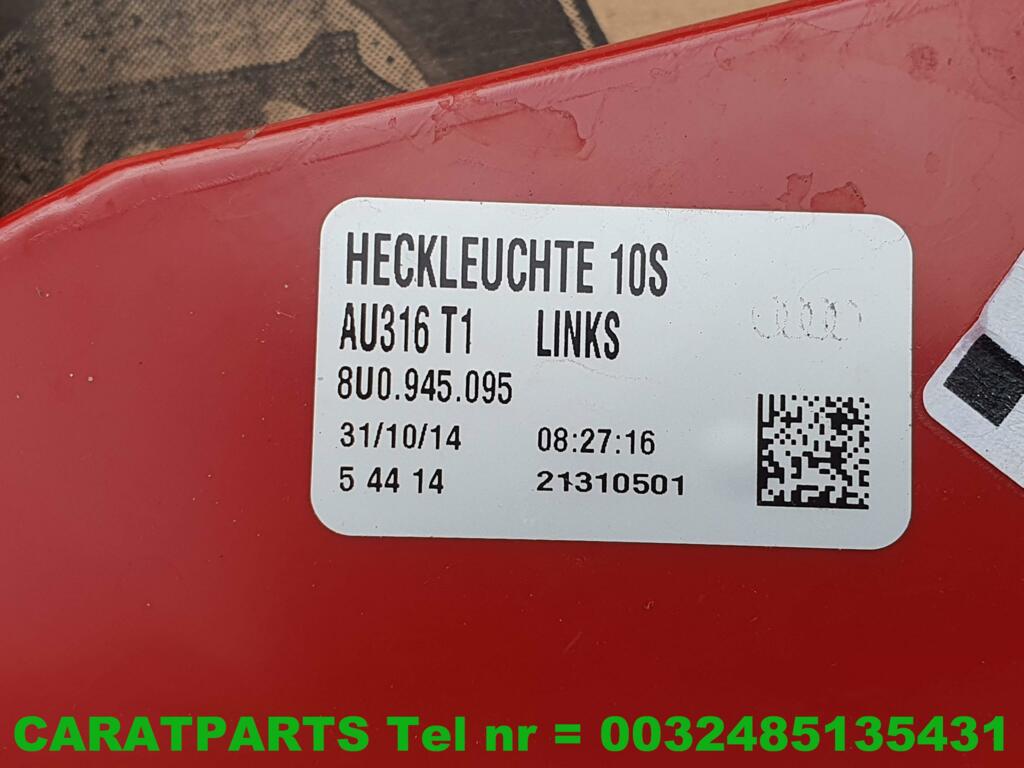 HECKLEUCHTE 10S
AU316 T1 LINKS
8U0.945.095
31/10/14 08:27:16
5 44 14 21310501
CARATPARTS Tel nr = 0032485135431